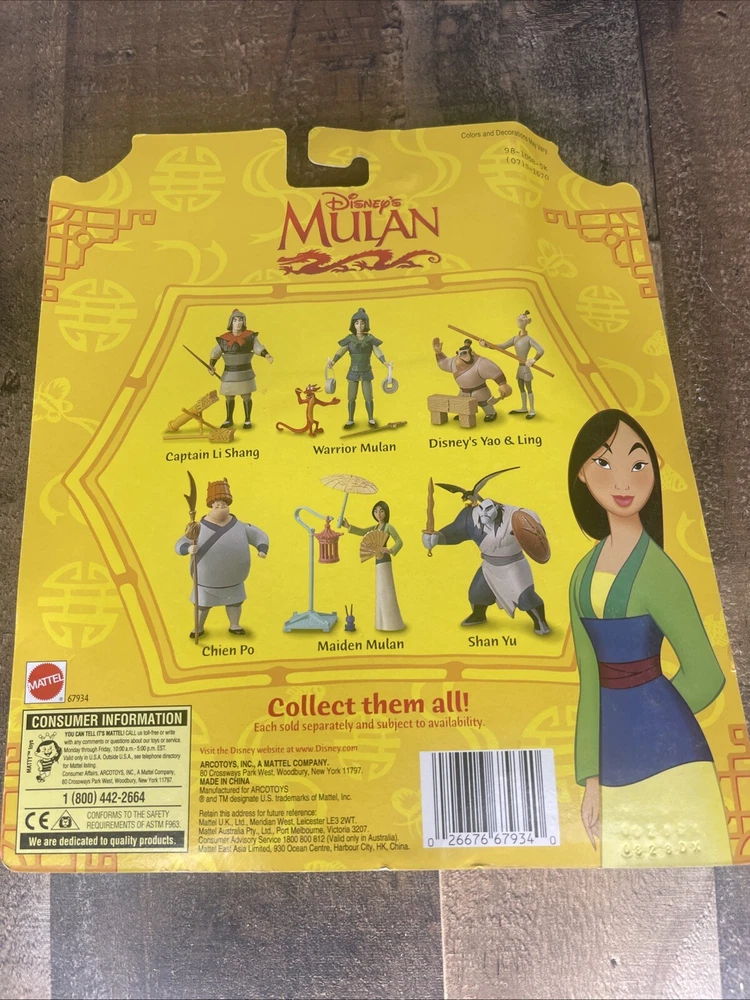 Colors and Decorations May Vary
(0710-3670
Disney's
MULAN
Captain Li Shang
Warrior Mulan
Disney's Yao & Ling
Chien Po
Maiden Mulan
Shan Yu
MATTEL
® 67934
Collect them all!
Each sold separately and subject to availability.
CONSUMER INFORMATION
MATTY™ says
YOU CAN TELL IT'S MATTEL! CALL us toll-free or write
with any comments or questions about our toys or service.
Monday through Friday, 10:00 a.m - 5:00 p.m. EST.
Valid only in U.S.A. Outside U.S.A., see telephone directory
for Mattel listing.
Consumer Affairs, ARCOTOYS, INC., A Mattel Company,
80 Crossways Park West, Woodbury, New York 11797.
1 (800) 442-2664
CE
CONFORMS TO THE SAFETY
REQUIREMENTS OF ASTM F963.
We are dedicated to quality products.
Visit the Disney website at www.Disney.com
ARCOTOYS, INC., A MATTEL COMPANY.
80 Crossways Park West, Woodbury, New York 11797.
MADE IN CHINA
Manufactured for ARCOTOYS
® and TM designate U.S. trademarks of Mattel, Inc.
Retain this address for future reference:
Mattel U.K., Ltd., Meridian West, Leicester LE3 2WT.
Mattel Australia Pty., Ltd., Port Melbourne, Victoria 3207.
Consumer Advisory Service 1800 800 812 (Valid only in Australia).
Mattel East Asia Limited, 930 Ocean Centre, Harbour City, HK, China.
0 26676 67934 0